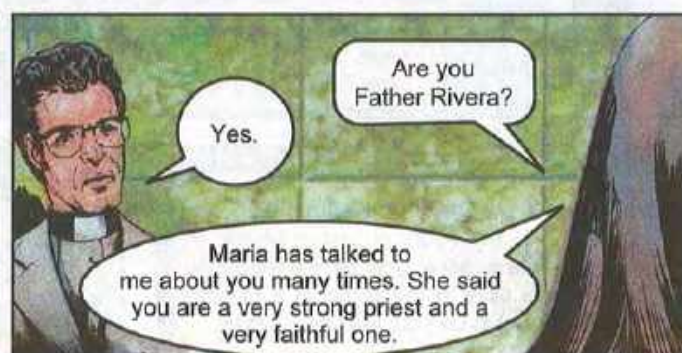 Are you
Father Rivera?
Yes.
Maria has talked to
me about you many times. She said
you are a very strong priest and a
very faithful one.